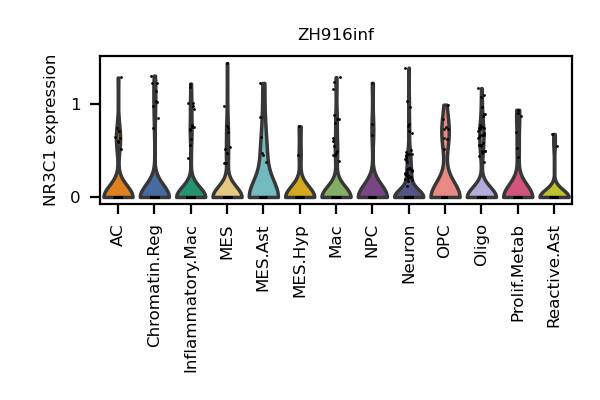 ZH916inf
NR3C1 expression
1
0
AC
Chromatin.Reg
Inflammatory.Mac
MES
MES.Ast
MES.Hyp
Mac
NPC
Neuron
OPC
Oligo
Prolif.Metab
Reactive.Ast